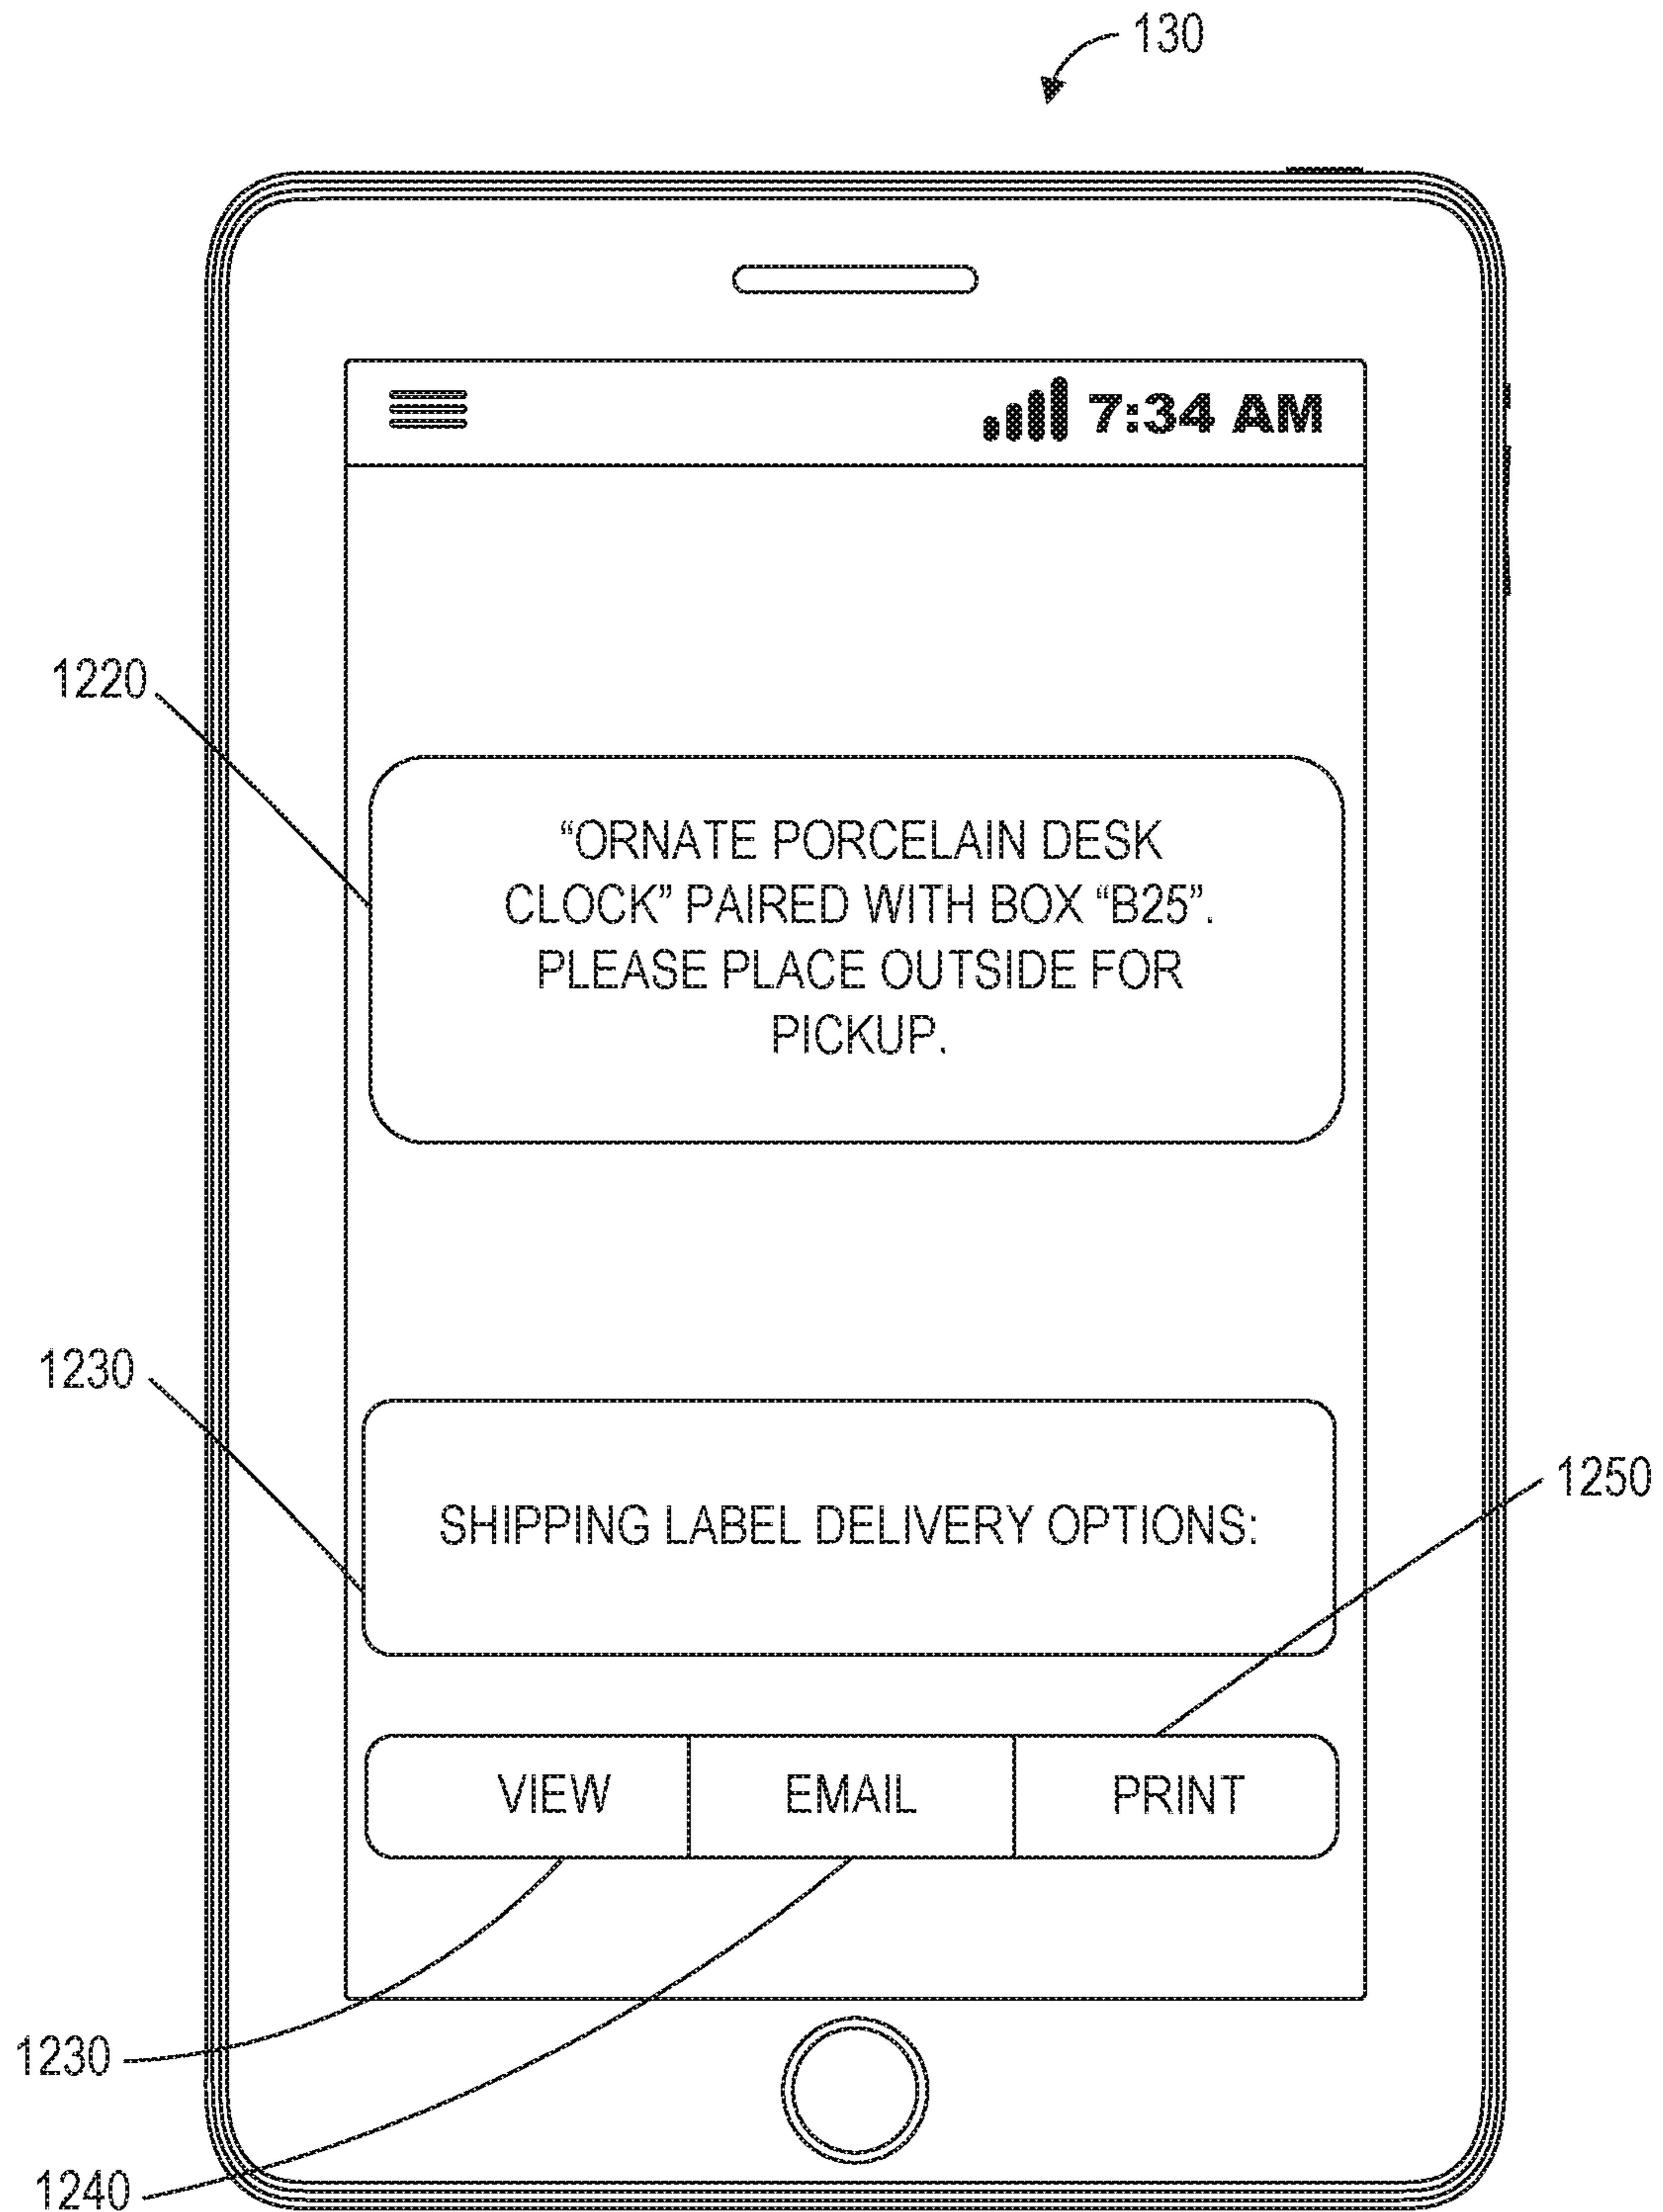 130
7:34 AM
1220
“ORNATE PORCELAIN DESK
CLOCK” PAIRED WITH BOX “B25”.
PLEASE PLACE OUTSIDE FOR
PICKUP.
1230
SHIPPING LABEL DELIVERY OPTIONS:
1250
VIEW EMAIL PRINT
1230
1240